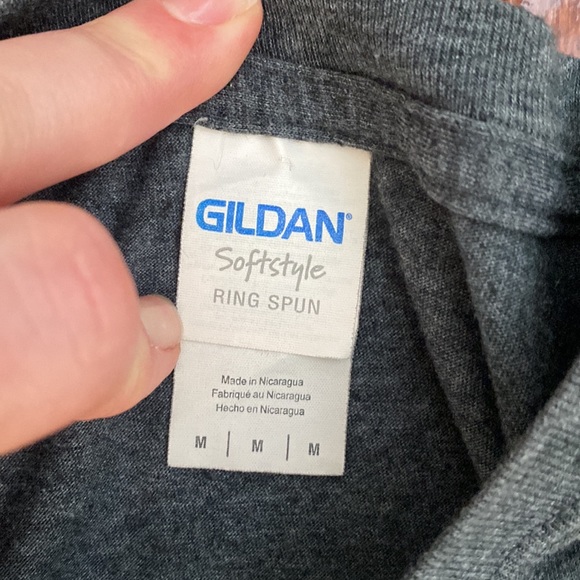 GILDAN®
Softstyle
RING SPUN
Made in Nicaragua
Fabriqué au Nicaragua
Hecho en Nicaragua
M | M | M